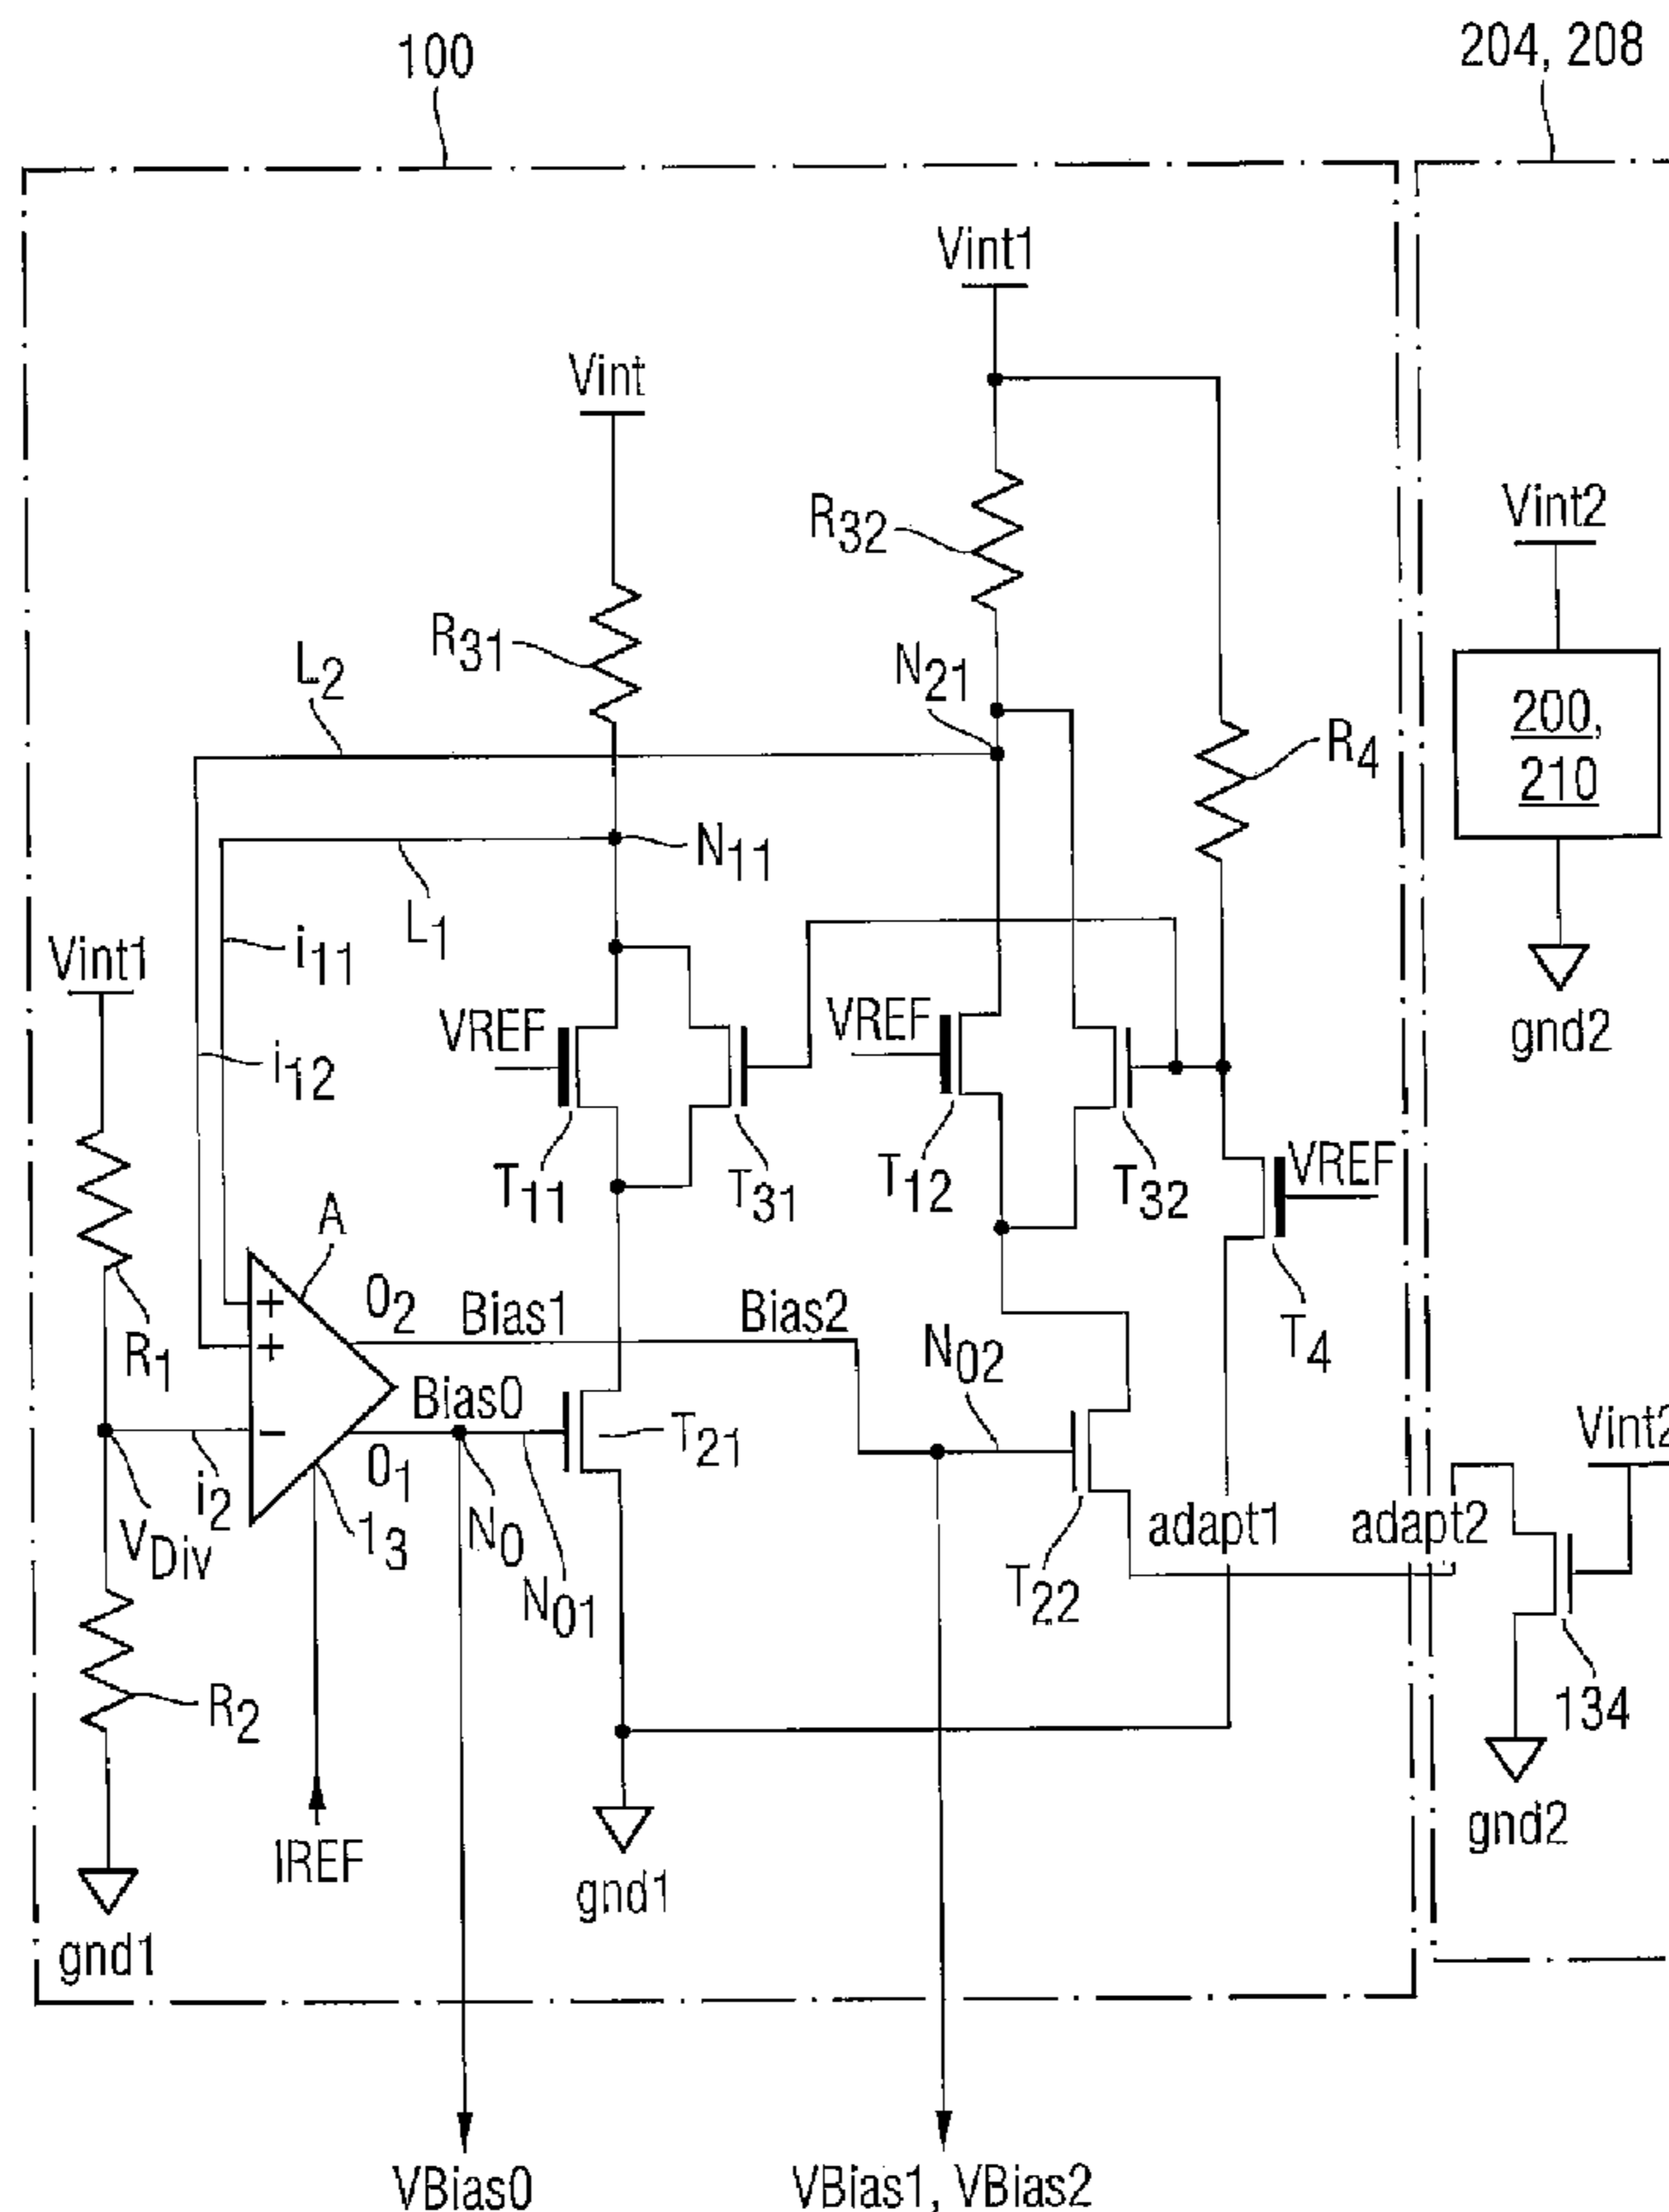 100
204, 208
Vint1
Vint
Vint2
R32
R31
L2
N21
R4
200,
210
N11
L1
i11
Vint1
gnd2
VREF
VREF
i12
T11
T31
T12
T32
VREF
A
O2
Bias1
Bias2
T4
R1
N02
Bias0
T21
Vint2
i2
O1
VDiv
13
N0
N01
T22
adapt1
adapt2
R2
134
IREF
gnd1
gnd2
gnd1
VBias0
VBias1, VBias2